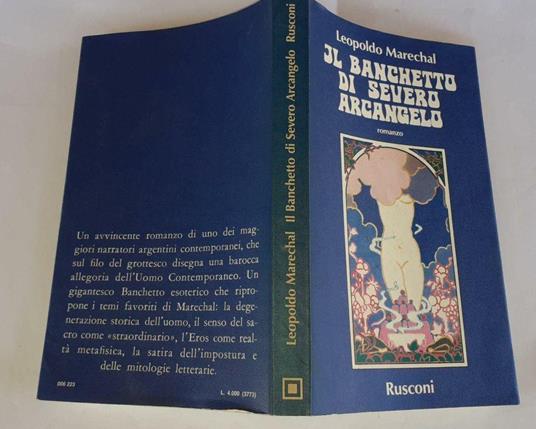 Leopoldo Marechal
IL BANCHETTO
DI SEVERO
ARCANGELO
romanzo
Rusconi
Leopoldo Marechal Il Banchetto di Severo Arcangelo Rusconi
Un avvincente romanzo di uno dei mag-
giori narratori argentini contemporanei, che
sul filo del grottesco disegna una barocca
allegoria dell'Uomo Contemporaneo. Un
gigantesco Banchetto esoterico che ripro-
pone i temi favoriti di Marechal: la dege-
nerazione storica dell'uomo, il senso del sa-
cro come «straordinario», l'Eros come real-
tà metafisica, la satira dell'impostura e
delle mitologie letterarie.
006 223
L. 4.000 (3773)